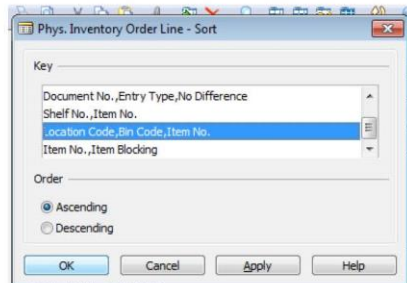 Phys. Inventory Order Line - Sort
Key
Document No.,Entry Type,No Difference
Shelf No.,Item No.
Location Code,Bin Code,Item No.
Item No.,Item Blocking
Order
Ascending
Descending
OK
Cancel
Apply
Help